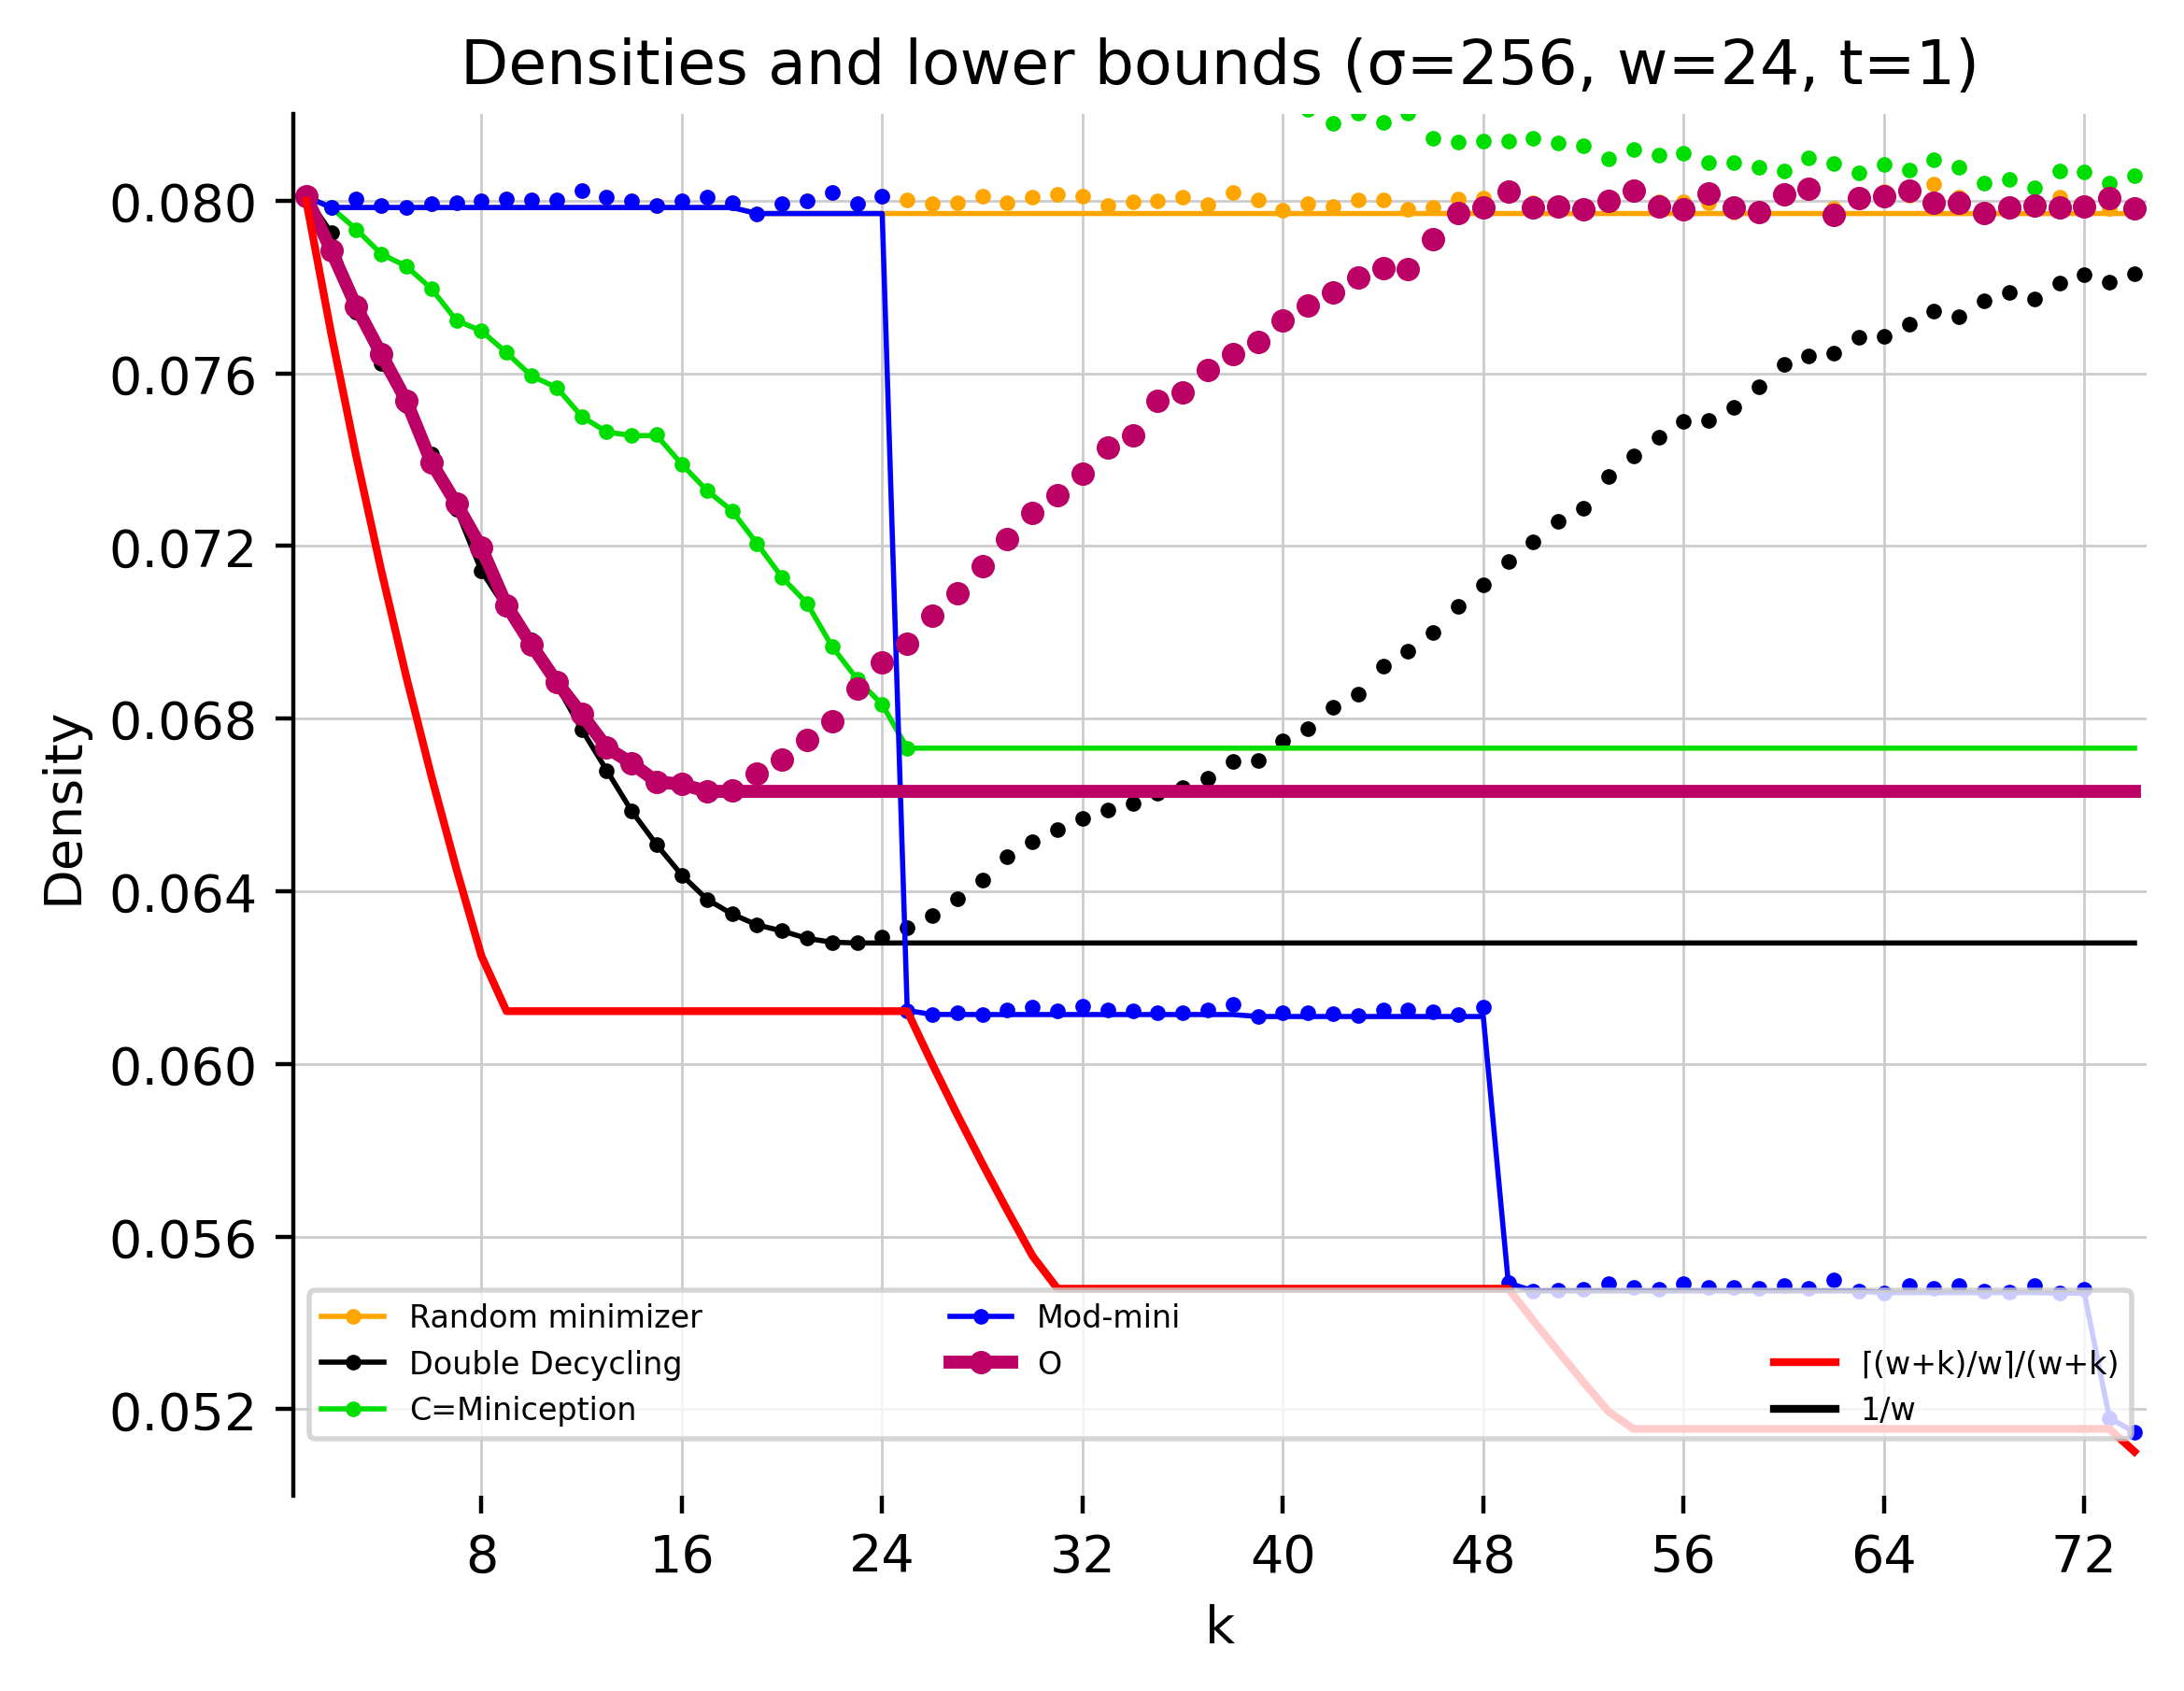 Densities and lower bounds (σ=256, w=24, t=1)
Density
0.080
0.076
0.072
0.068
0.064
0.060
0.056
0.052
Random minimizer
Double Decycling
C=Miniception
Mod-mini
O
⌈(w+k)/w⌉/(w+k)
1/w
8 16 24 32 40 48 56 64 72
k